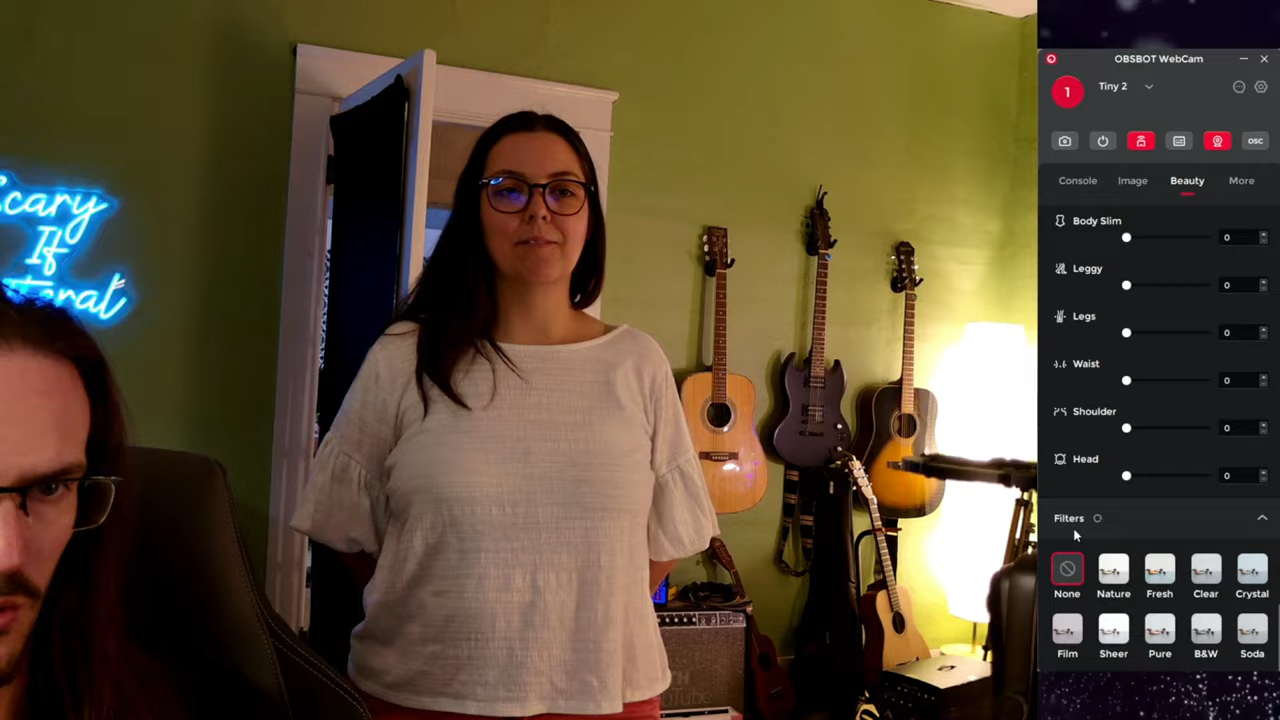 Scary
If
OBSBOT WebCam
1
Tiny 2
OSC
Console Image Beauty More
Body Slim
0
Leggy
0
Legs
0
Waist
0
Shoulder
0
Head
0
Filters
None Nature Fresh Clear Crystal
Film Sheer Pure B&W Soda